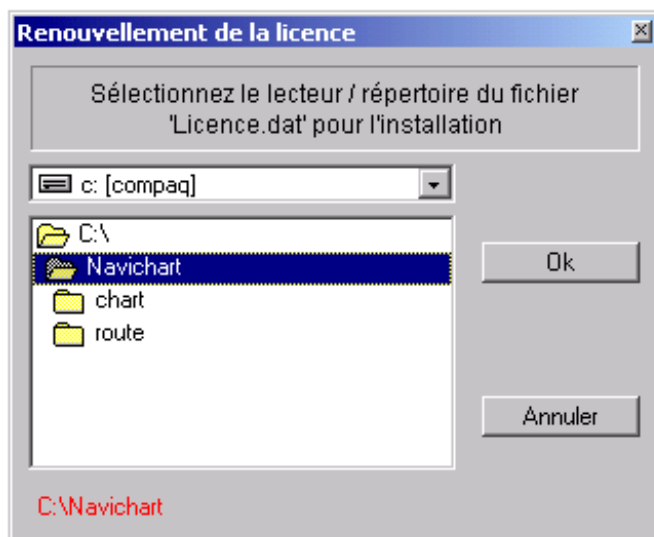 Renouvellement de la licence
Sélectionnez le lecteur / répertoire du fichier
'Licence.dat' pour l'installation
c: [compaq]
C:\
Navichart
Ok
chart
route
Annuler
C:\Navichart